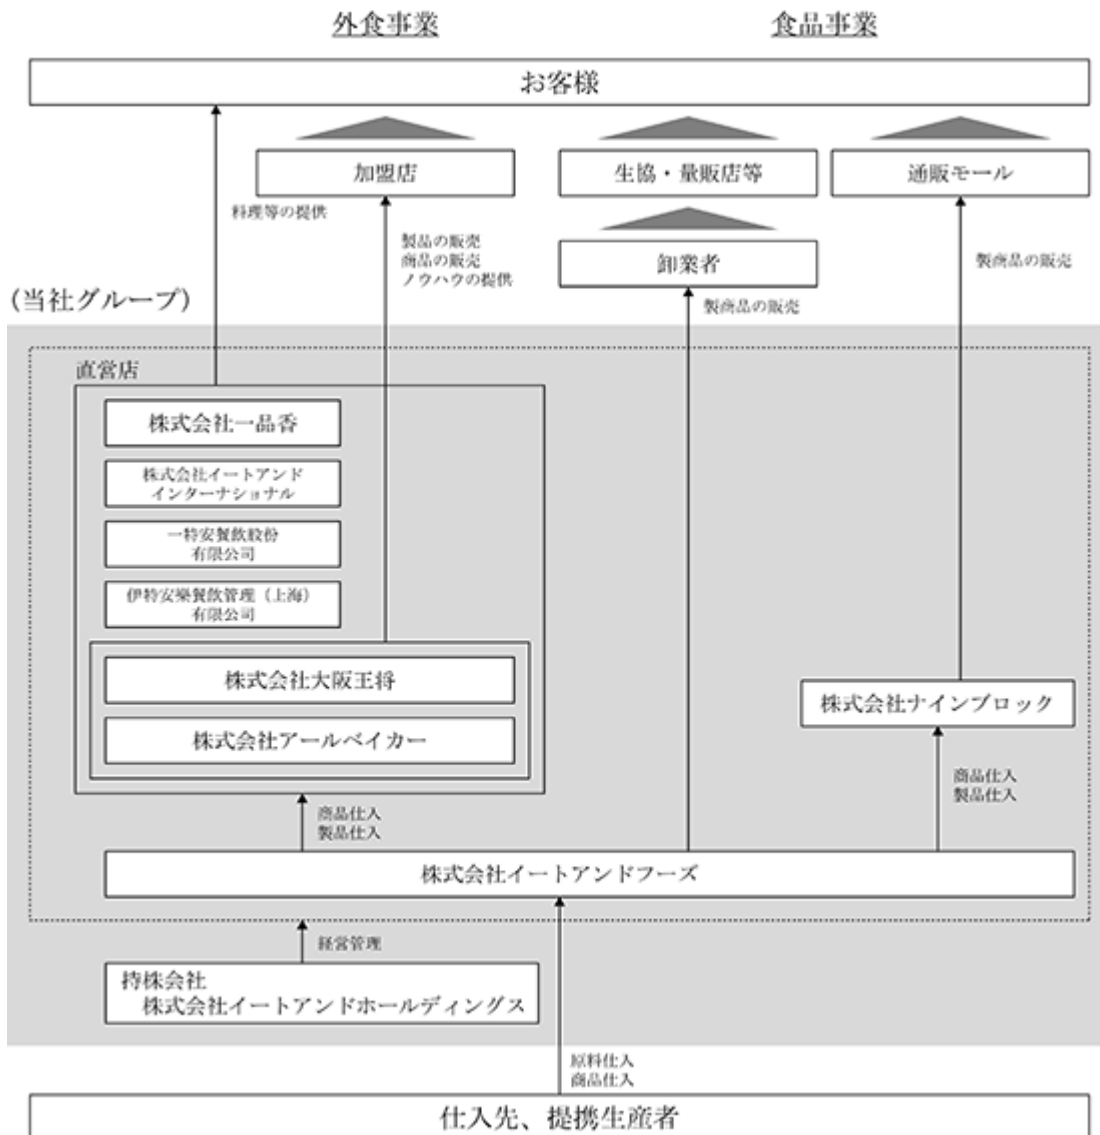 外食事業
食品事業
お客様
加盟店
生協・量販店等
通販モール
料理等の提供
製品の販売
商品の販売
ノウハウの提供
卸業者
製商品の販売
製商品の販売
(当社グループ)
直営店
株式会社一品香
株式会社イートアンド
インターナショナル
一特安餐飲股份
有限公司
伊特安樂餐飲管理（上海）
有限公司
株式会社大阪王将
株式会社アールベイカー
株式会社ナインブロック
商品仕入
製品仕入
商品仕入
製品仕入
株式会社イートアンドフーズ
経営管理
持株会社
株式会社イートアンドホールディングス
原料仕入
商品仕入
仕入先、提携生産者